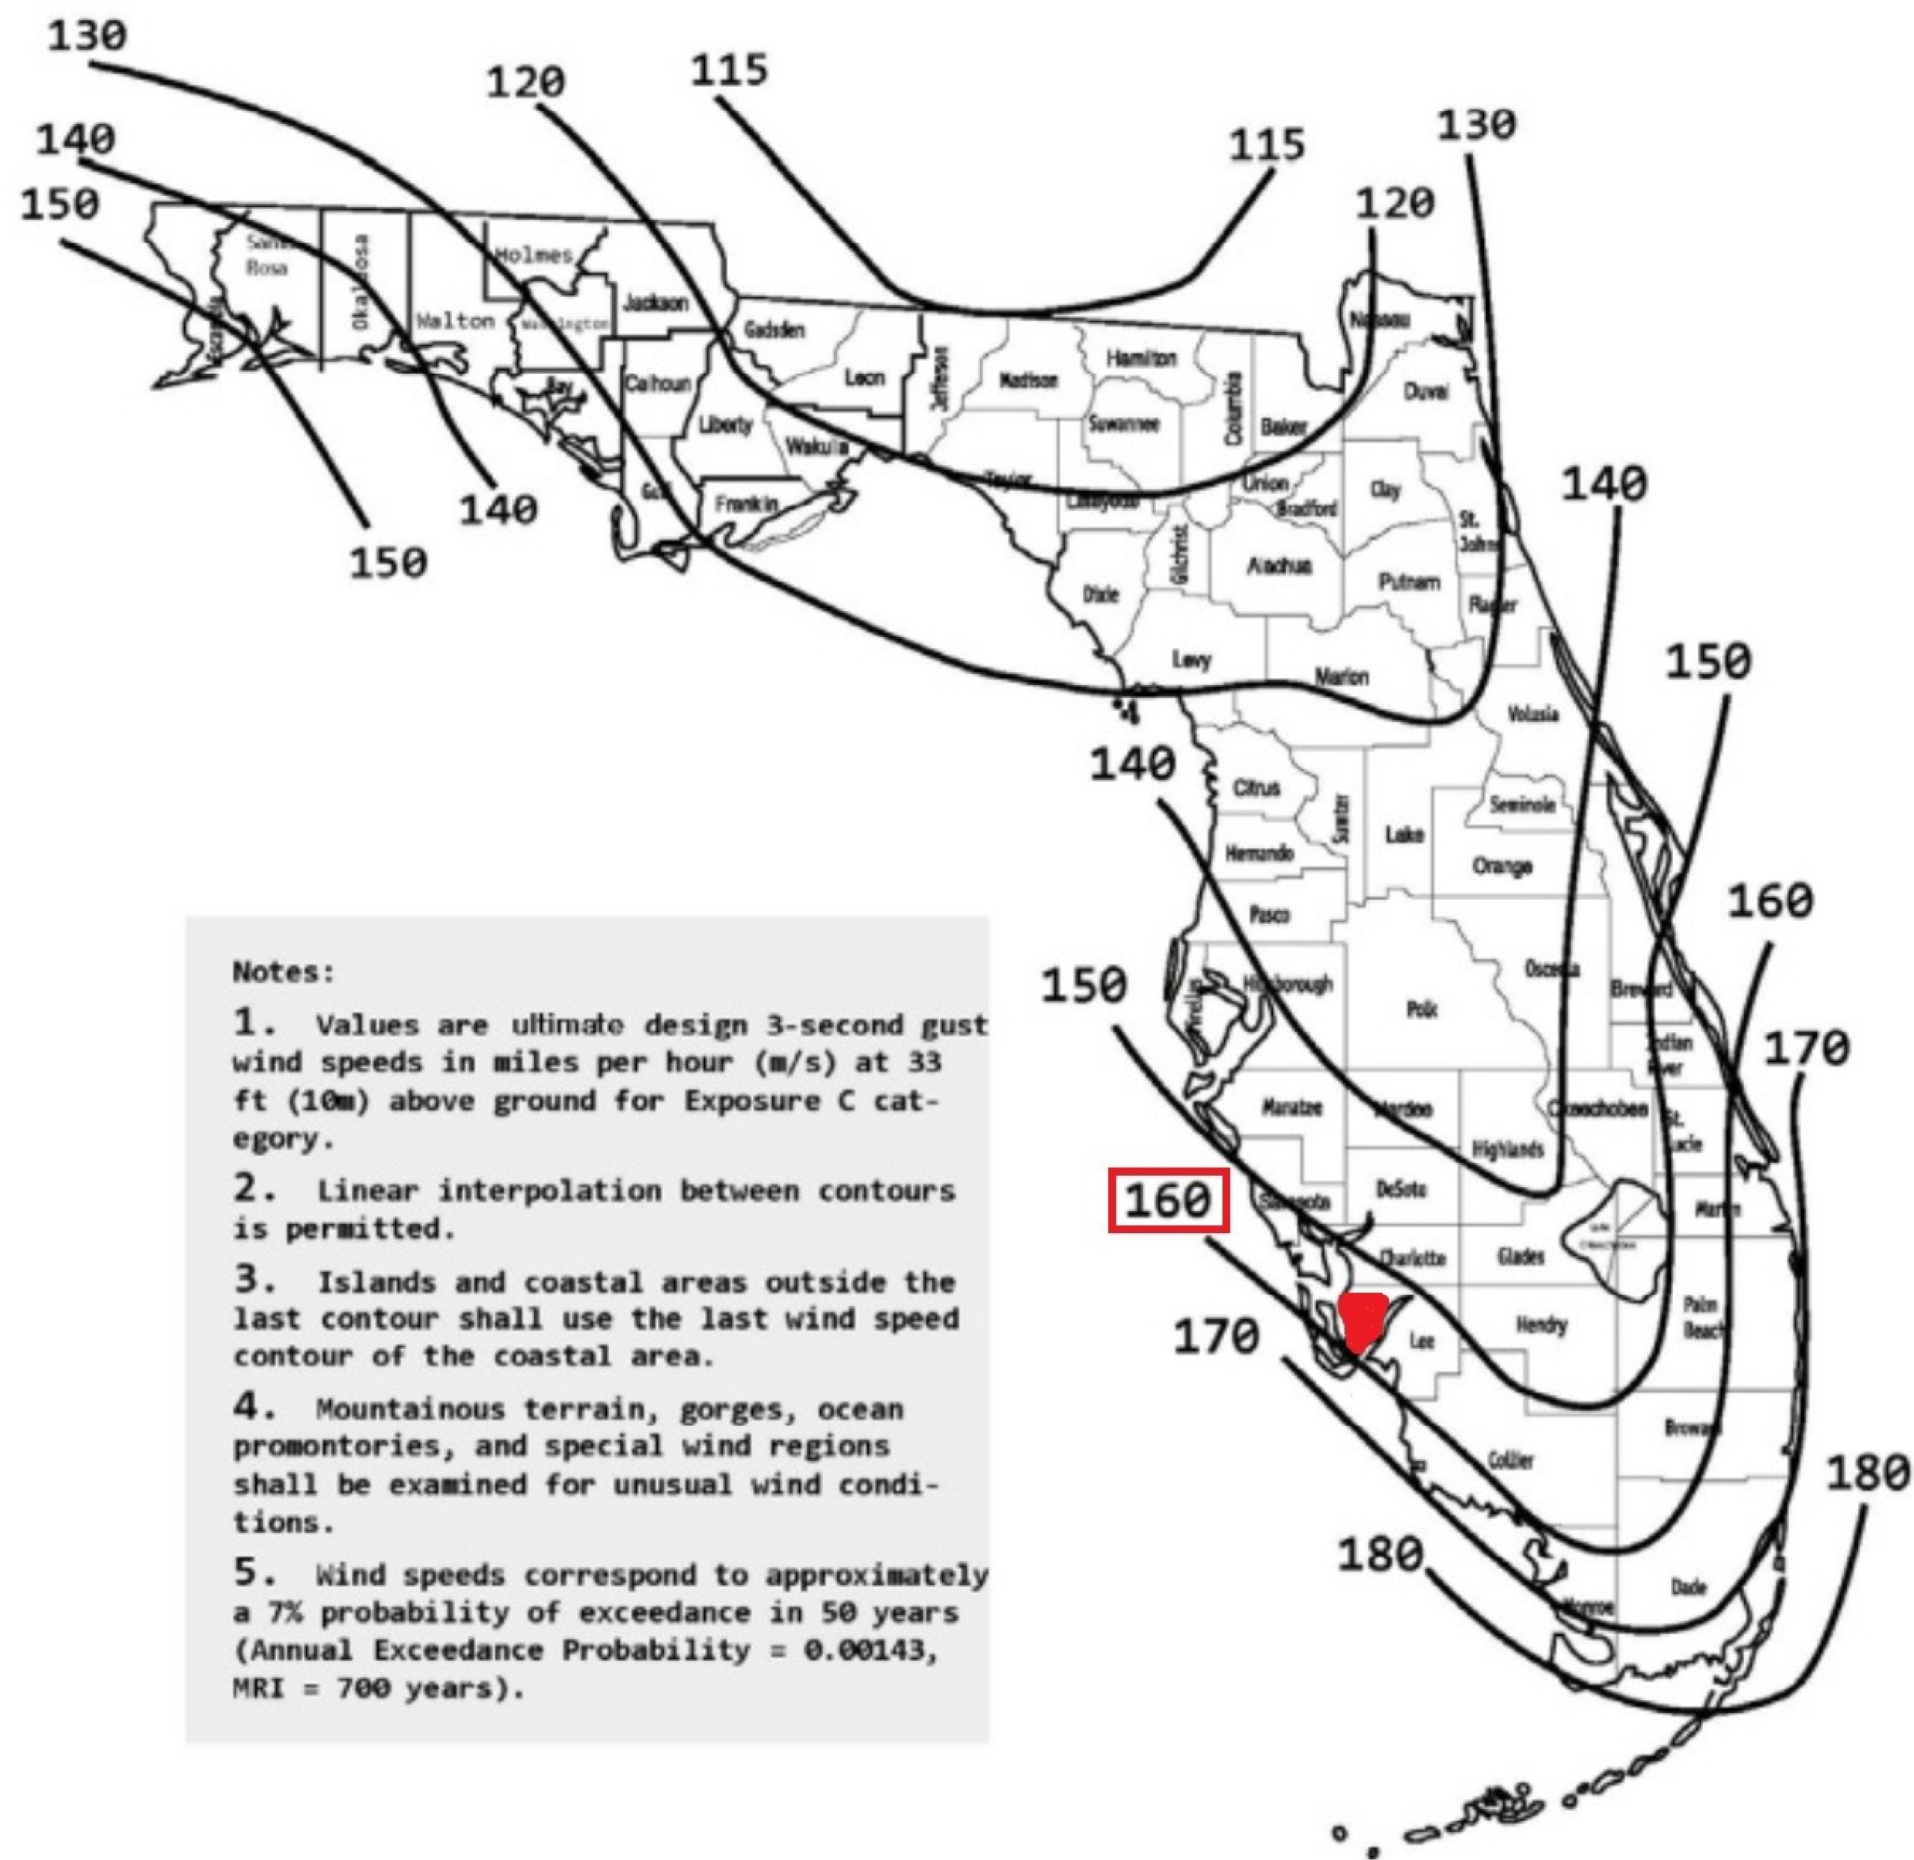 130
115
120
130
115
140
120
150
Santa
Rosa
Okaloosa
Holmes
Walton
Washington
Jackson
Gadsden
Nassau
Escambia
Leon
Jefferson
Madison
Hamiton
Columbia
Duval
Bay
Calhoun
Liberty
Wakulla
Suwannee
Baker
140
Gulf
Frankin
Taylor
Lafayette
Union
Bradford
Clay
140
150
St.
Johns
Gilchrist
Alachua
Dixie
Putnam
Flagler
Levy
Marion
150
Volusia
140
Citrus
Sumter
Lake
Seminole
Hernando
Orange
160
Pasco
150
Pinellas
Hillsborough
Polk
Osceola
Brevard
Indian
River
170
Manatee
Hardee
Highlands
Okeechobee
St.
Lucie
160
Sarasota
DeSoto
Martin
Charlotte
Glades
170
Lee
Hendry
Palm
Beach
Collier
Broward
180
180
Monroe
Dade
Notes:
1. Values are ultimate design 3-second gust
wind speeds in miles per hour (m/s) at 33
ft (10m) above ground for Exposure C cat-
egory.
2. Linear interpolation between contours
is permitted.
3. Islands and coastal areas outside the
last contour shall use the last wind speed
contour of the coastal area.
4. Mountainous terrain, gorges, ocean
promontories, and special wind regions
shall be examined for unusual wind condi-
tions.
5. Wind speeds correspond to approximately
a 7% probability of exceedance in 50 years
(Annual Exceedance Probability = 0.00143,
MRI = 700 years).